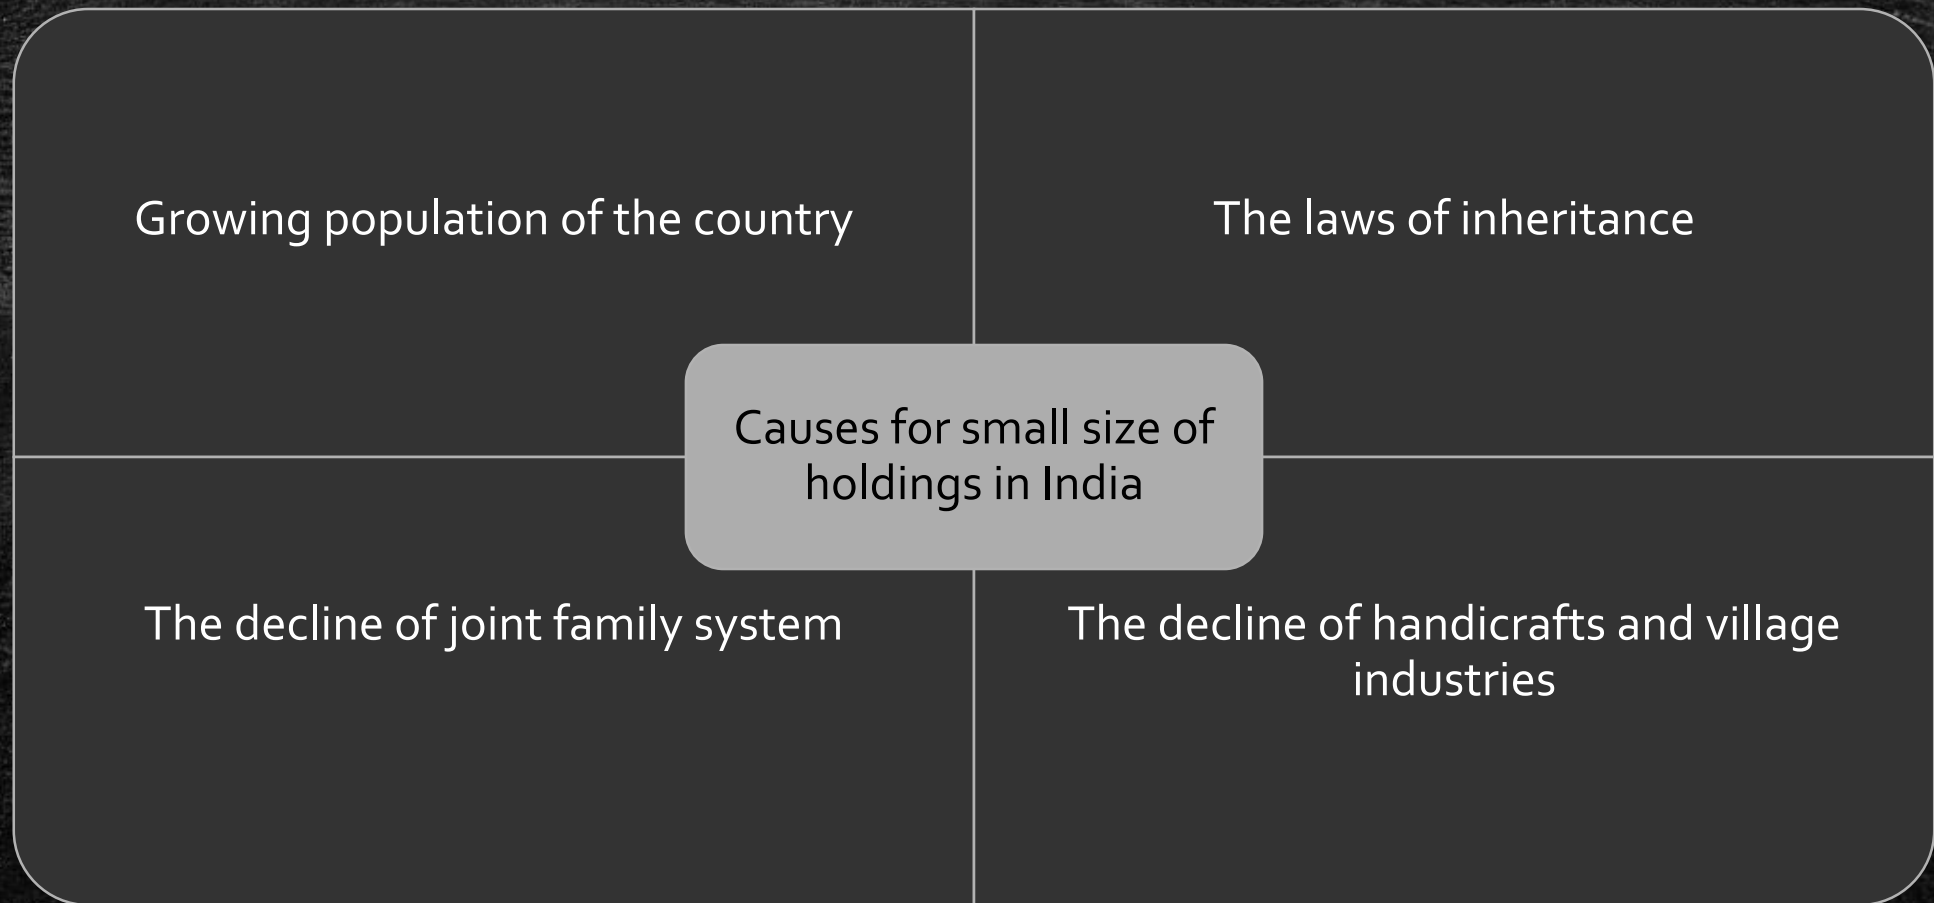 Growing population of the country
The laws of inheritance
Causes for small size of
holdings in India
The decline of joint family system
The decline of handicrafts and village
industries